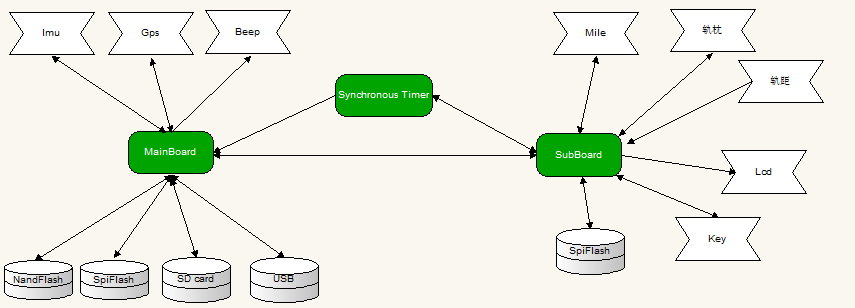 Imu
Gps
Beep
Mile
轨枕
轨距
Synchronous Timer
MainBoard
SubBoard
Lcd
Key
SpiFlash
NandFlash
SpiFlash
SD card
USB